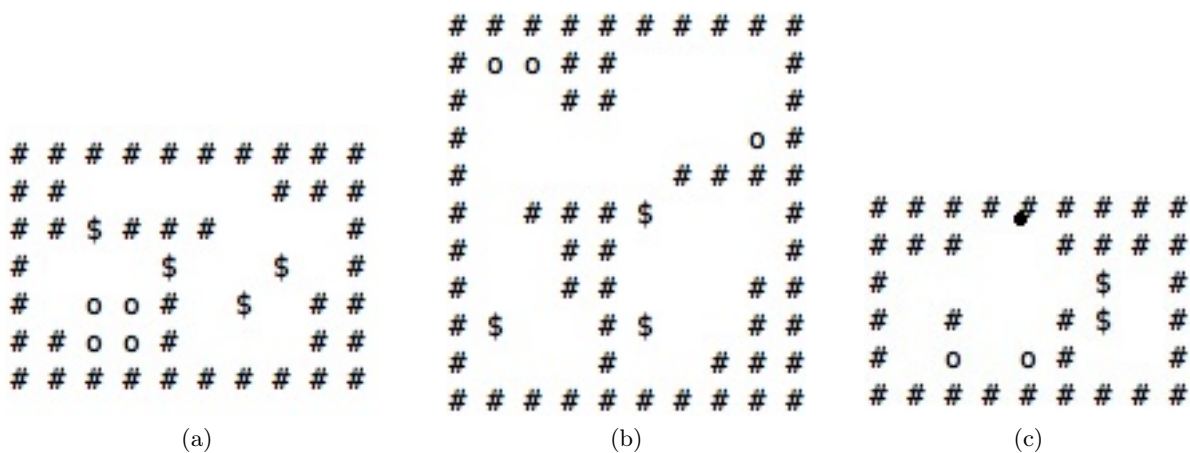 # # # # # # # # # #
# # # # #
# # $ # # # #
# $ $ #
# o o # $ # #
# # o o # # #
# # # # # # # # # #
(a)
# # # # # # # # # #
# o o # # #
# # # #
# o #
# # # # #
# # # # $ #
# # # #
# # # # #
# $ # $ # #
# # # # #
# # # # # # # # # #
(b)
# # # # # # # # #
# # # # # # #
# $ #
# # # $ #
# o o # #
# # # # # # # # #
(c)